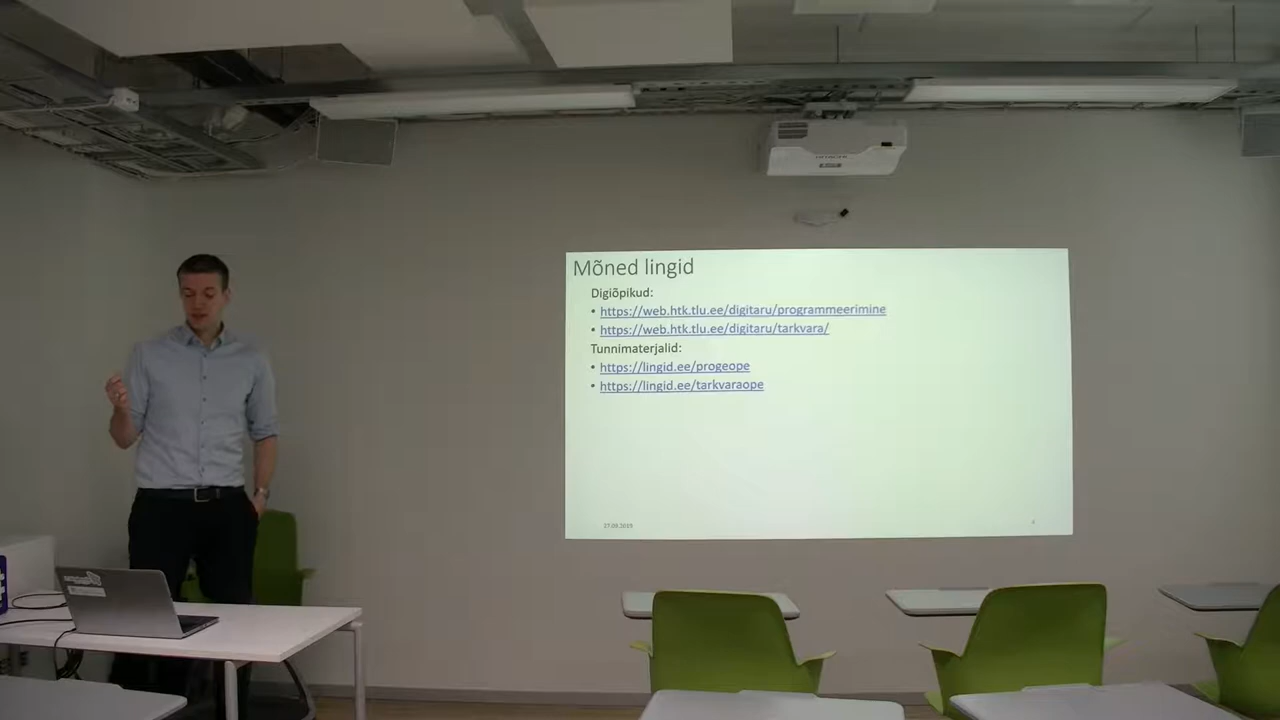 Mõned lingid
Digiõpikud:
• https://web.htk.tlu.ee/digitaru/programmeerimine
• https://web.htk.tlu.ee/digitaru/tarkvara/
Tunnimaterjalid:
• https://lingid.ee/progeope
• https://lingid.ee/tarkvaraope
HITACHI